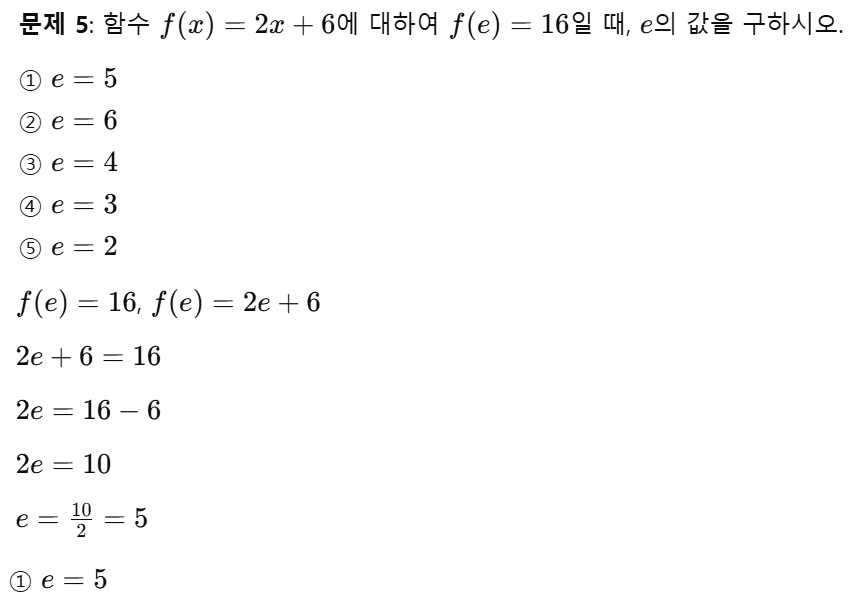 문제 5: 함수 f(x) = 2x + 6에 대하여 f(e) = 16일 때, e의 값을 구하시오.
① e = 5
② e = 6
③ e = 4
④ e = 3
⑤ e = 2
f(e) = 16, f(e) = 2e + 6
2e + 6 = 16
2e = 16 − 6
2e = 10
e = 10/2 = 5
① e = 5